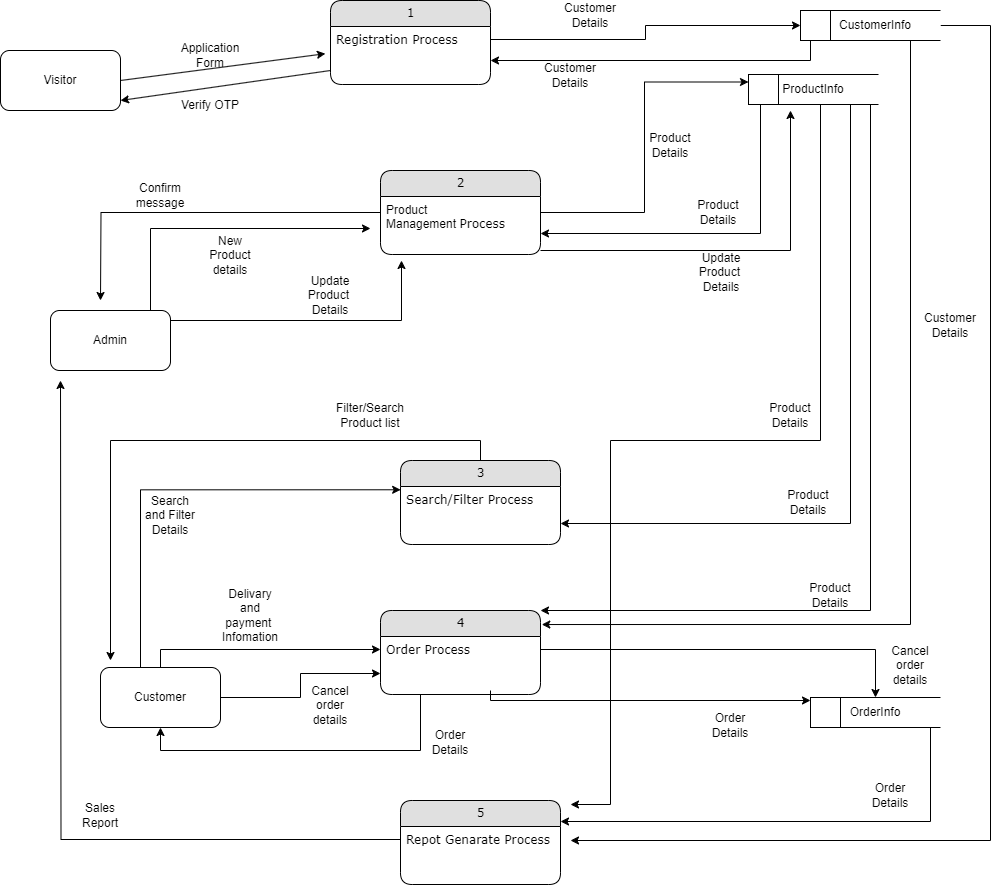 1
Registration Process
Visitor
Application
Form
Verify OTP
Customer
Details
Customer
Details
CustomerInfo
ProductInfo
2
Product
Management Process
Confirm
message
New
Product
details
Update
Product
Details
Product
Details
Product
Details
Update
Product
Details
Admin
Customer
Details
Filter/Search
Product list
Product
Details
3
Search/Filter Process
Search
and Filter
Details
Product
Details
Delivary
and
payment
Infomation
Product
Details
4
Order Process
Customer
Cancel
order
details
Cancel
order
details
OrderInfo
Order
Details
Order
Details
Order
Details
Sales
Report
5
Repot Genarate Process